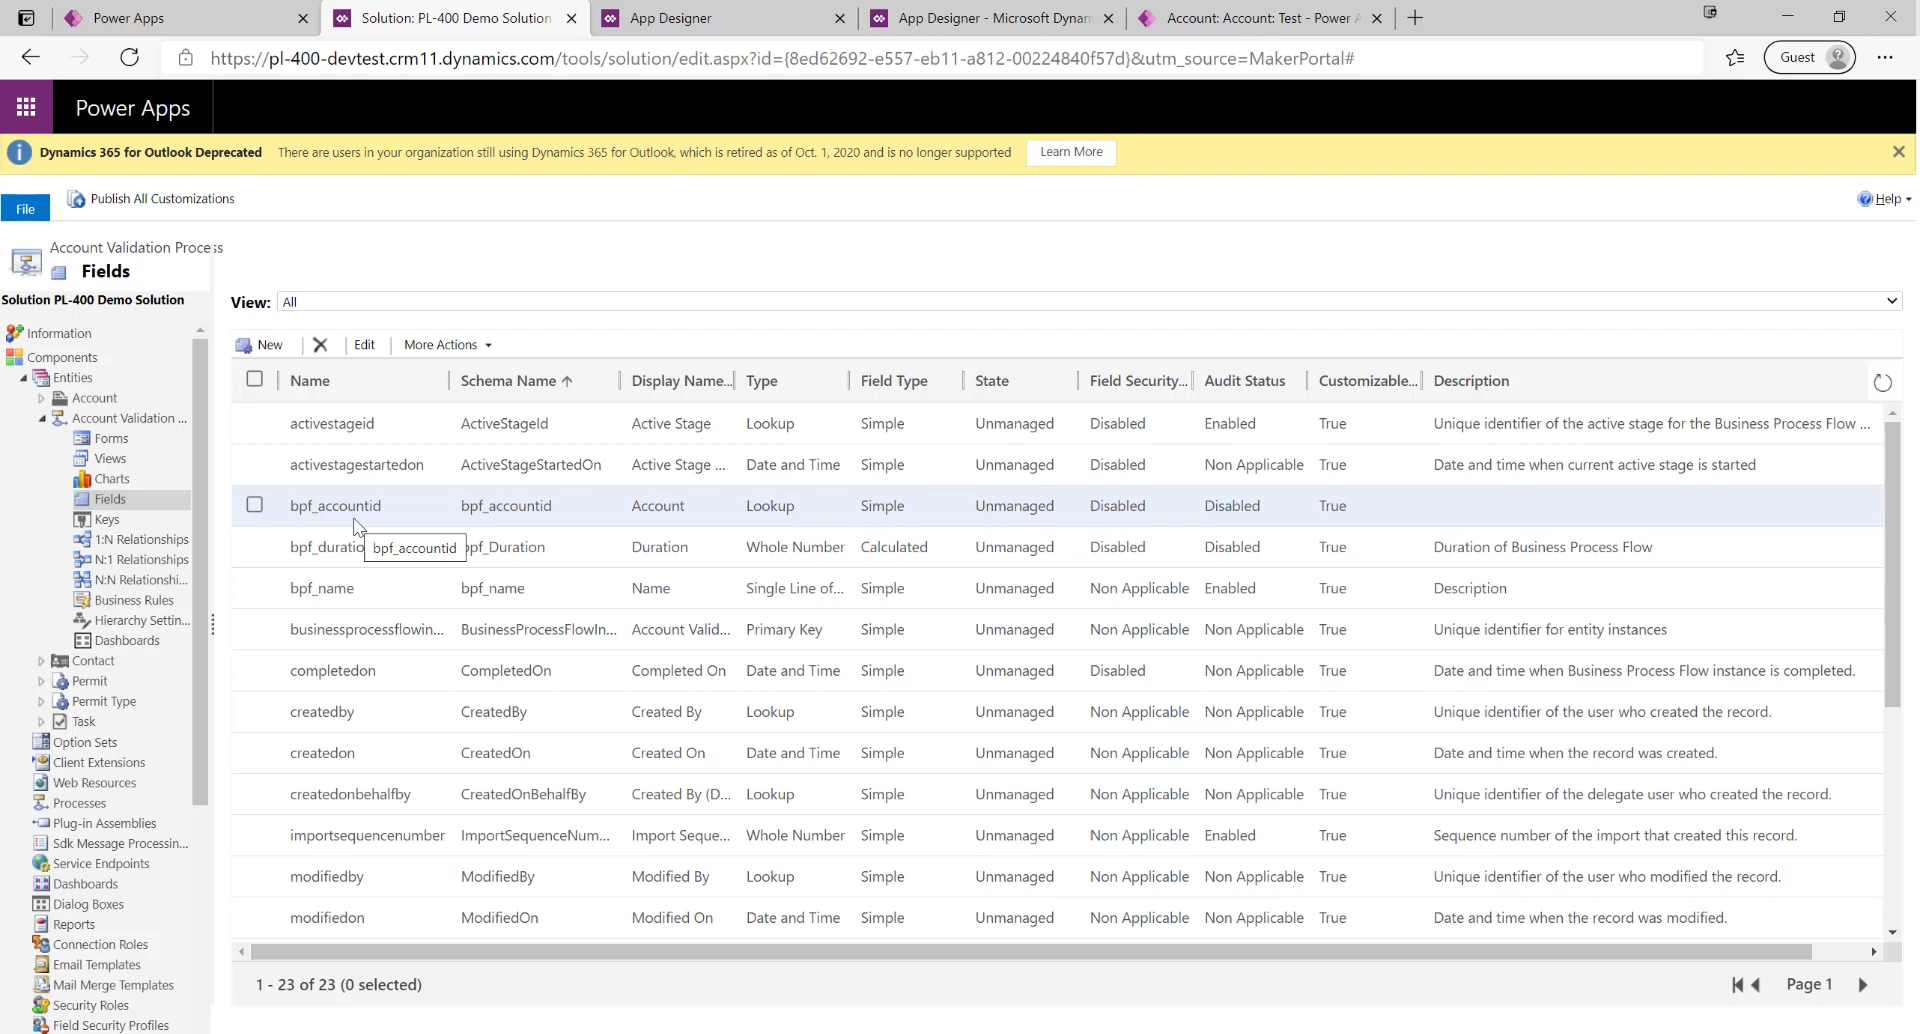 Power Apps
Solution: PL-400 Demo Solution
App Designer
App Designer - Microsoft Dynam
Account: Account: Test - Power A
https://pl-400-devtest.crm11.dynamics.com/tools/solution/edit.aspx?id={8ed62692-e557-eb11-a812-00224840f57d}&utm_source=MakerPortal#
Guest
Power Apps
Dynamics 365 for Outlook Deprecated There are users in your organization still using Dynamics 365 for Outlook, which is retired as of Oct. 1, 2020 and is no longer supported Learn More
File
Publish All Customizations
Help
Account Validation Process
Fields
Solution PL-400 Demo Solution
Information
Components
Entities
Account
Account Validation ...
Forms
Views
Charts
Fields
Keys
1:N Relationships
N:1 Relationships
N:N Relationshi...
Business Rules
Hierarchy Settin...
Dashboards
Contact
Permit
Permit Type
Task
Option Sets
Client Extensions
Web Resources
Processes
Plug-in Assemblies
Sdk Message Processin...
Service Endpoints
Dashboards
Dialog Boxes
Reports
Connection Roles
Email Templates
Mail Merge Templates
Security Roles
Field Security Profiles
View: All
New Edit More Actions
Name Schema Name Display Name... Type Field Type State Field Security... Audit Status Customizable... Description
activestageid ActiveStageId Active Stage Lookup Simple Unmanaged Disabled Enabled True Unique identifier of the active stage for the Business Process Flow ...
activestagestartedon ActiveStageStartedOn Active Stage ... Date and Time Simple Unmanaged Disabled Non Applicable True Date and time when current active stage is started
bpf_accountid bpf_accountid Account Lookup Simple Unmanaged Disabled Disabled True
bpf_duratio bpf_accountid pf_Duration Duration Whole Number Calculated Unmanaged Disabled Disabled True Duration of Business Process Flow
bpf_name bpf_name Name Single Line of... Simple Unmanaged Non Applicable Enabled True Description
businessprocessflowin... BusinessProcessFlowIn... Account Valid... Primary Key Simple Unmanaged Non Applicable Non Applicable True Unique identifier for entity instances
completedon CompletedOn Completed On Date and Time Simple Unmanaged Disabled Non Applicable True Date and time when Business Process Flow instance is completed.
createdby CreatedBy Created By Lookup Simple Unmanaged Non Applicable Non Applicable True Unique identifier of the user who created the record.
createdon CreatedOn Created On Date and Time Simple Unmanaged Non Applicable Non Applicable True Date and time when the record was created.
createdonbehalfby CreatedOnBehalfBy Created By (D... Lookup Simple Unmanaged Non Applicable Non Applicable True Unique identifier of the delegate user who created the record.
importsequencenumber ImportSequenceNum... Import Seque... Whole Number Simple Unmanaged Non Applicable Enabled True Sequence number of the import that created this record.
modifiedby ModifiedBy Modified By Lookup Simple Unmanaged Non Applicable Non Applicable True Unique identifier of the user who modified the record.
modifiedon ModifiedOn Modified On Date and Time Simple Unmanaged Non Applicable Non Applicable True Date and time when the record was modified.
1 - 23 of 23 (0 selected)
Page 1